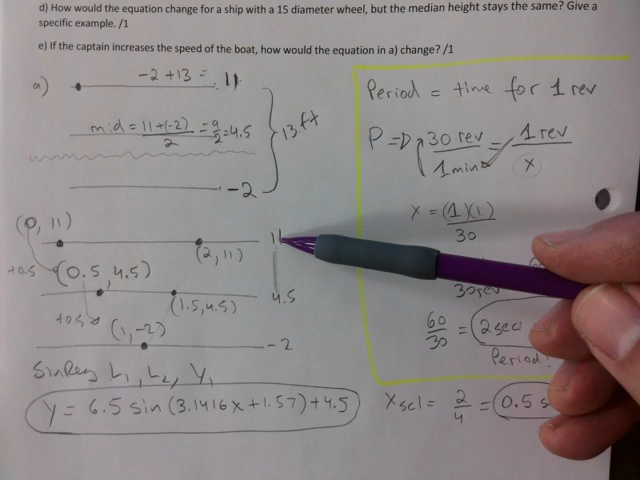 d) How would the equation change for a ship with a 15 diameter wheel, but the median height stays the same? Give a
specific example. /1
e) If the captain increases the speed of the boat, how would the equation in a) change? /1
a)
-2 + 13 = 11
mid = 11+(-2)/2 = 9/2 = 4.5
13 ft
-2
(0, 11)
(2, 11)
11
+0.5
(0.5, 4.5)
(1.5, 4.5)
4.5
+0.5
(1, -2)
-2
SinReg L₁, L₂, Y₁
y = 6.5 sin (3.1416x + 1.57) + 4.5
Period = time for 1 rev
P => 30 rev/1 min = 1 rev/x
x = (1)(1)/30
30 rev
60/30 = 2 sec
Period!
Xscl = 2/4 = 0.5 s